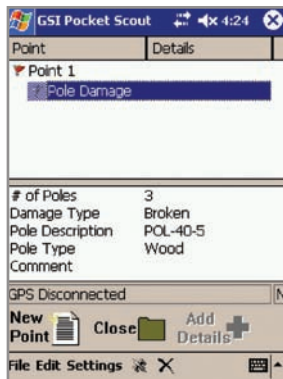 GSI Pocket Scout 4:24
Point Details
Point 1
Pole Damage
# of Poles 3
Damage Type Broken
Pole Description POL-40-5
Pole Type Wood
Comment
GPS Disconnected N
New Point Close Add Details
File Edit Settings